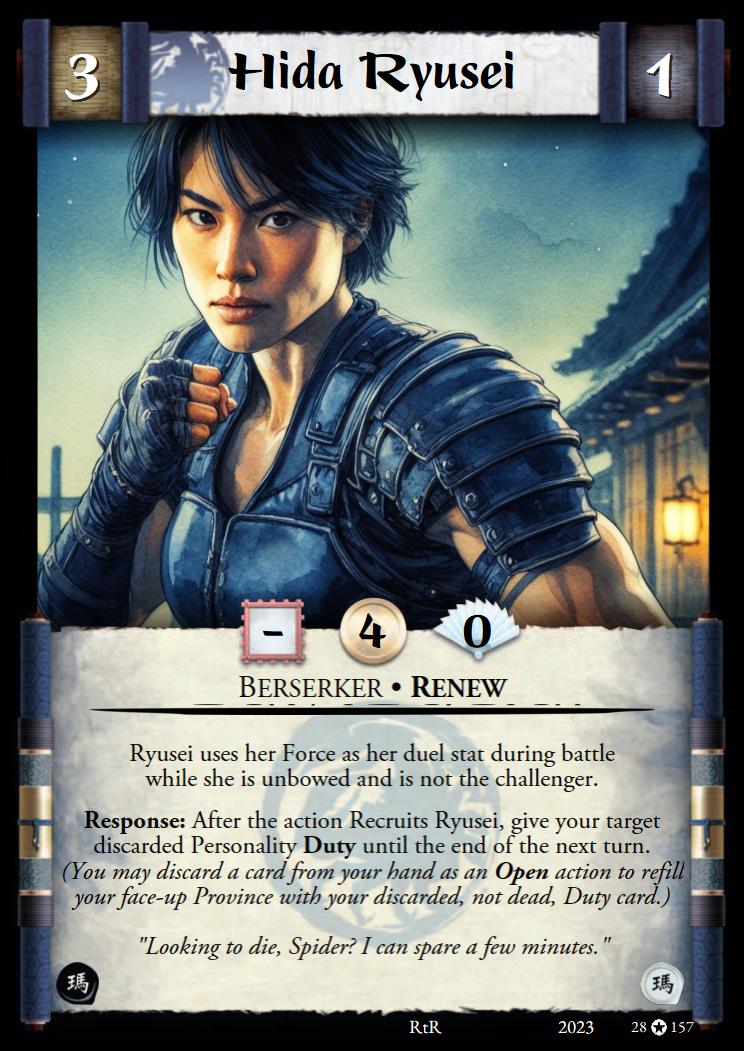 3 Hida Ryusei 1
- 4 0
BERSERKER • RENEW
Ryusei uses her Force as her duel stat during battle
while she is unbowed and is not the challenger.
Response: After the action Recruits Ryusei, give your target
discarded Personality Duty until the end of the next turn.
(You may discard a card from your hand as an Open action to refill
your face-up Province with your discarded, not dead, Duty card.)
"Looking to die, Spider? I can spare a few minutes."
瑪 瑪
RtR 2023 28 ✪ 157